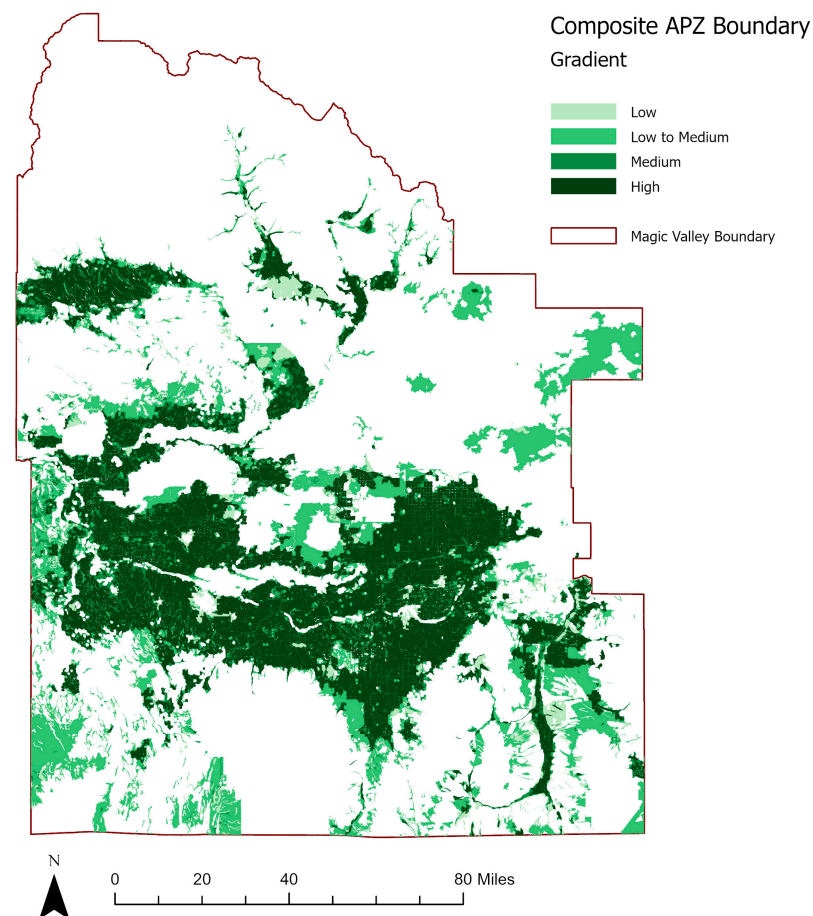 Composite APZ Boundary
Gradient
Low
Low to Medium
Medium
High
Magic Valley Boundary
N
0 20 40 80 Miles